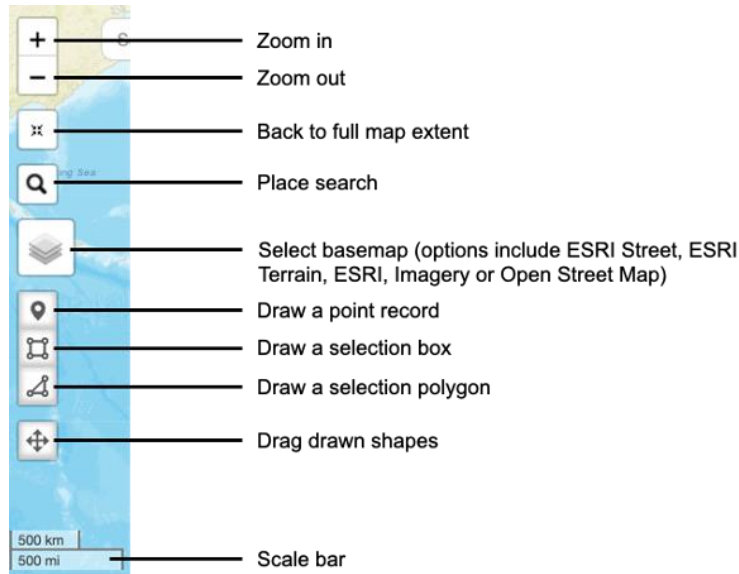 +
Zoom in
−
Zoom out
Back to full map extent
Place search
Select basemap (options include ESRI Street, ESRI
Terrain, ESRI, Imagery or Open Street Map)
Draw a point record
Draw a selection box
Draw a selection polygon
Drag drawn shapes
500 km
500 mi
Scale bar